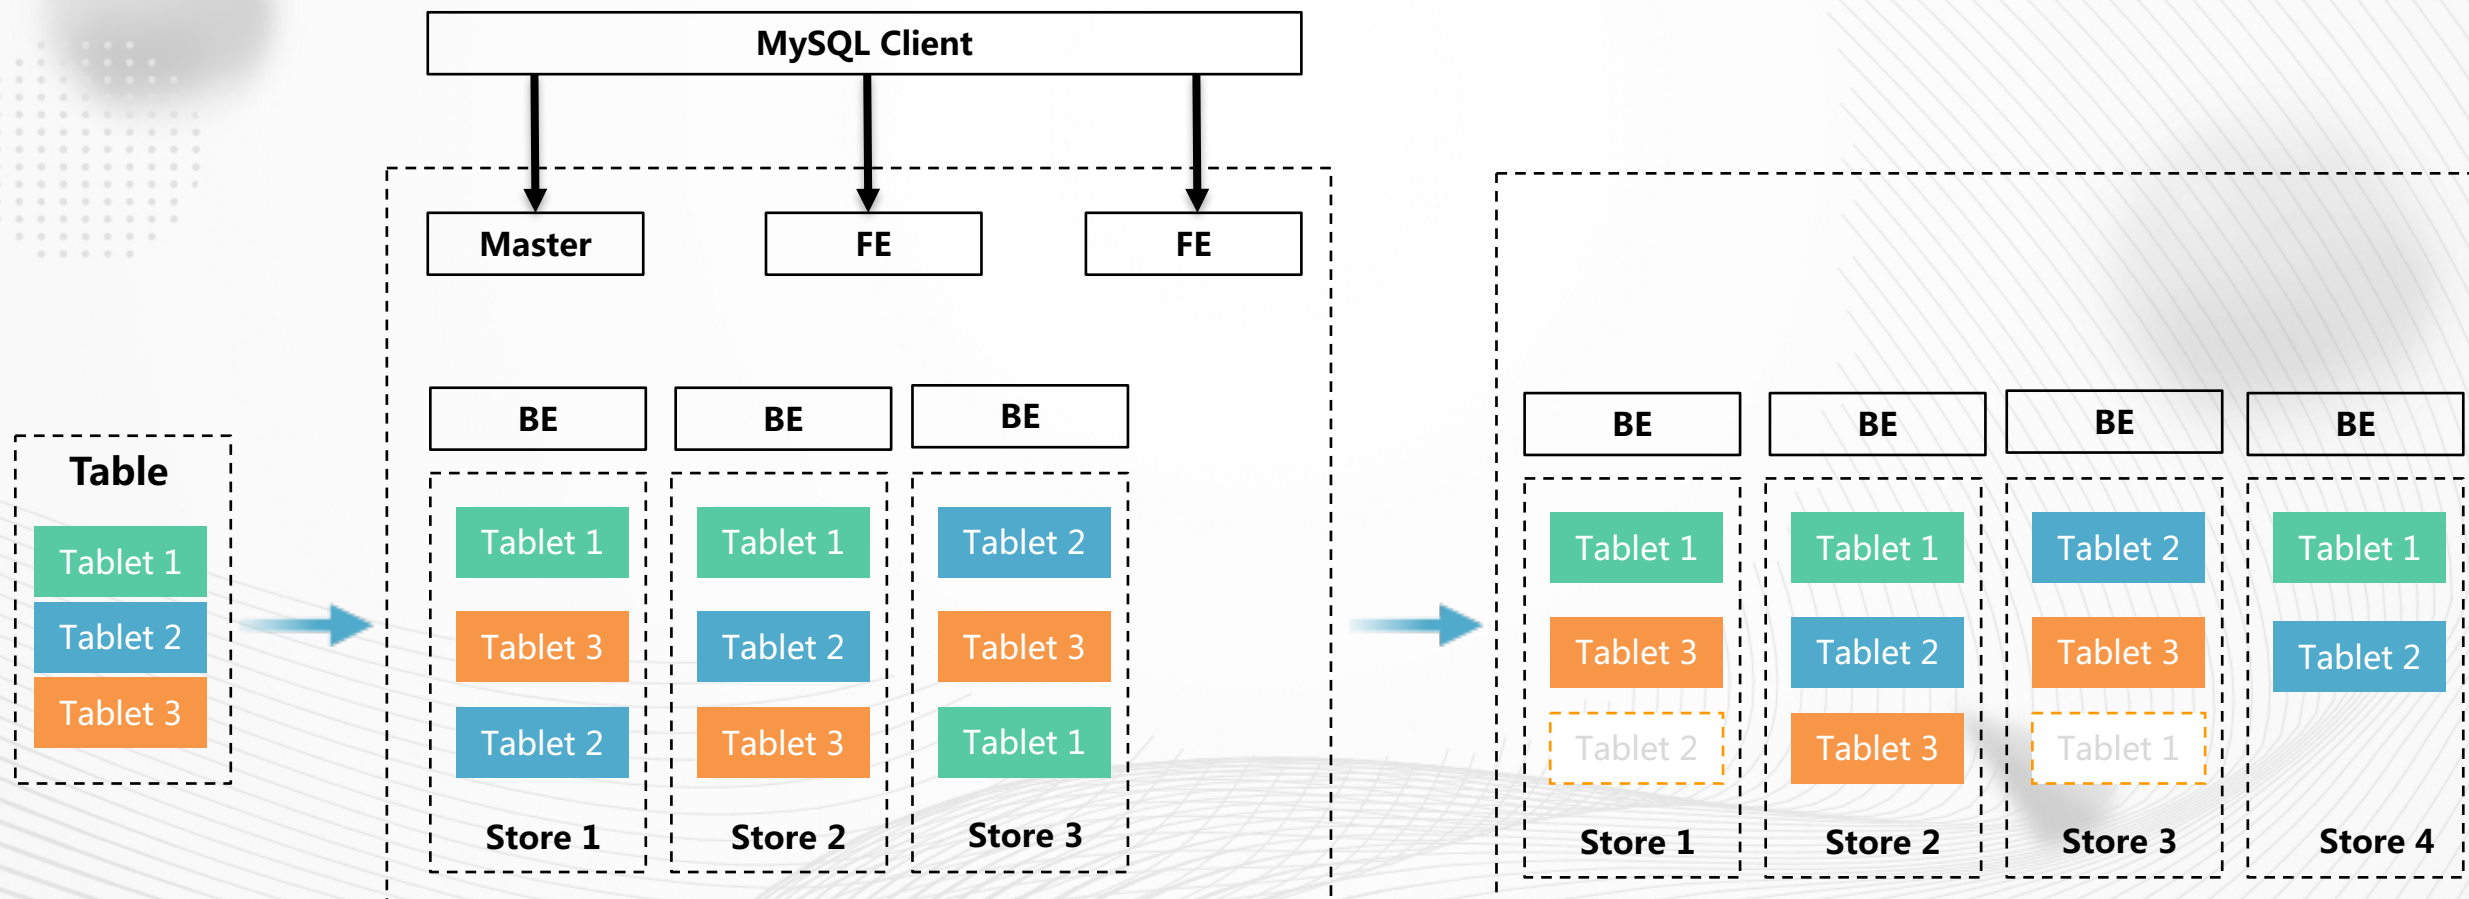 MySQL Client
Master
FE
FE
Table
Tablet 1
Tablet 2
Tablet 3
BE
Tablet 1
Tablet 3
Tablet 2
Store 1
BE
Tablet 1
Tablet 2
Tablet 3
Store 2
BE
Tablet 2
Tablet 3
Tablet 1
Store 3
BE
Tablet 1
Tablet 3
Tablet 2
Store 1
BE
Tablet 1
Tablet 2
Tablet 3
Store 2
BE
Tablet 2
Tablet 3
Tablet 1
Store 3
BE
Tablet 1
Tablet 2
Store 4